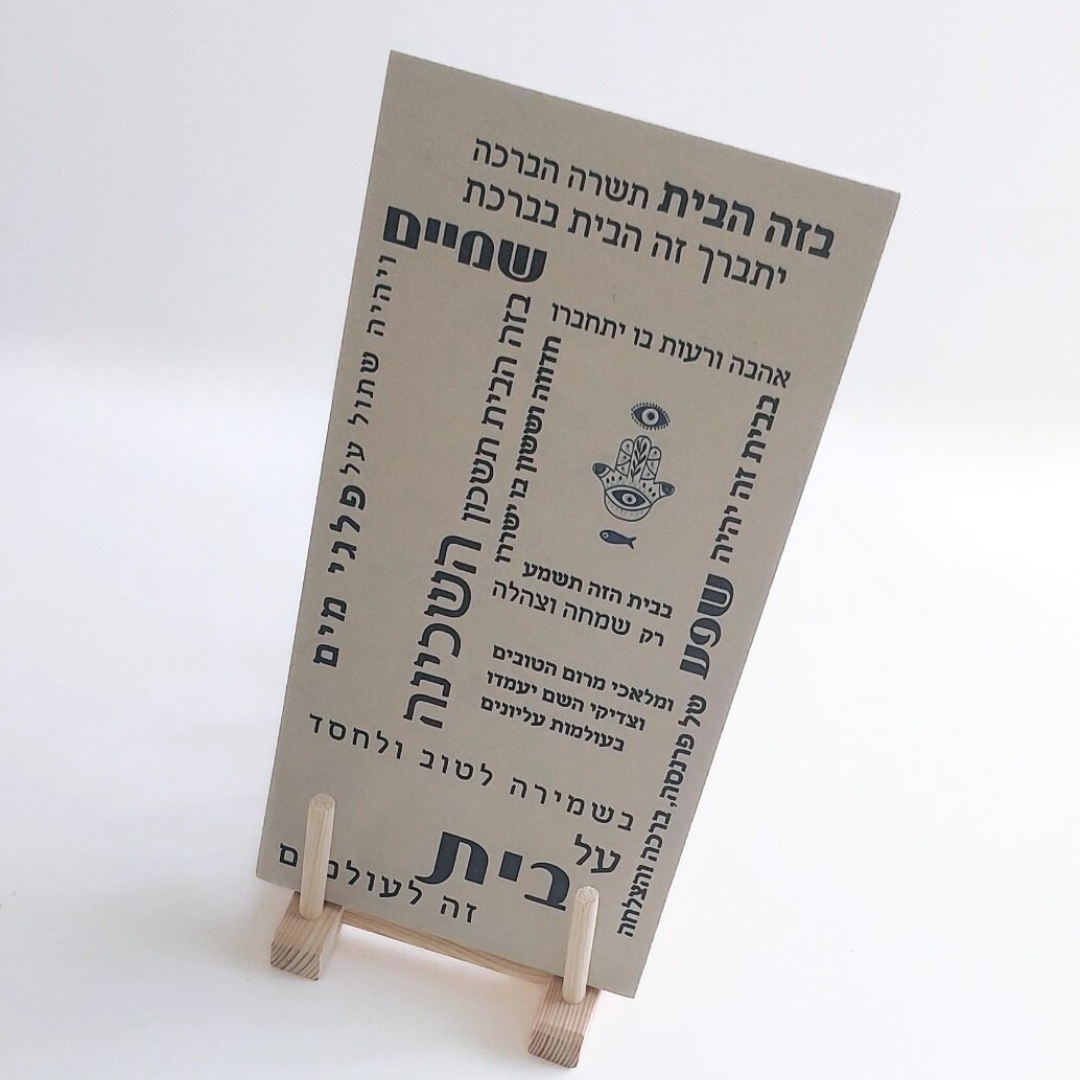 בזה הבית תשרה הברכה
יתברך זה הבית בברכת
שמיים
ויהיה שתול על פלגי מים
בזה הבית תשכון השכינה
אהבה ורעות בו יתחברו
חדווה וששון בו ישררו
בבית זה יהיה שפע של פרנסה, ברכה והצלחה
בבית הזה תשמע
רק שמחה וצהלה
ומלאכי מרום הטובים
וצדיקי השם יעמדו
בעולמות עליונים
בשמירה לטוב ולחסד
על בית
זה לעולמים